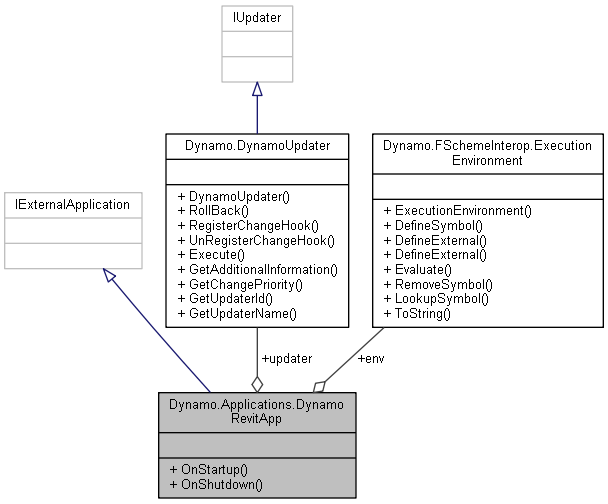 IUpdater
Dynamo.DynamoUpdater
+ DynamoUpdater()
+ RollBack()
+ RegisterChangeHook()
+ UnRegisterChangeHook()
+ Execute()
+ GetAdditionalInformation()
+ GetChangePriority()
+ GetUpdaterId()
+ GetUpdaterName()
Dynamo.FSchemeInterop.Execution
Environment
+ ExecutionEnvironment()
+ DefineSymbol()
+ DefineExternal()
+ DefineExternal()
+ Evaluate()
+ RemoveSymbol()
+ LookupSymbol()
+ ToString()
IExternalApplication
+updater
+env
Dynamo.Applications.Dynamo
RevitApp
+ OnStartup()
+ OnShutdown()